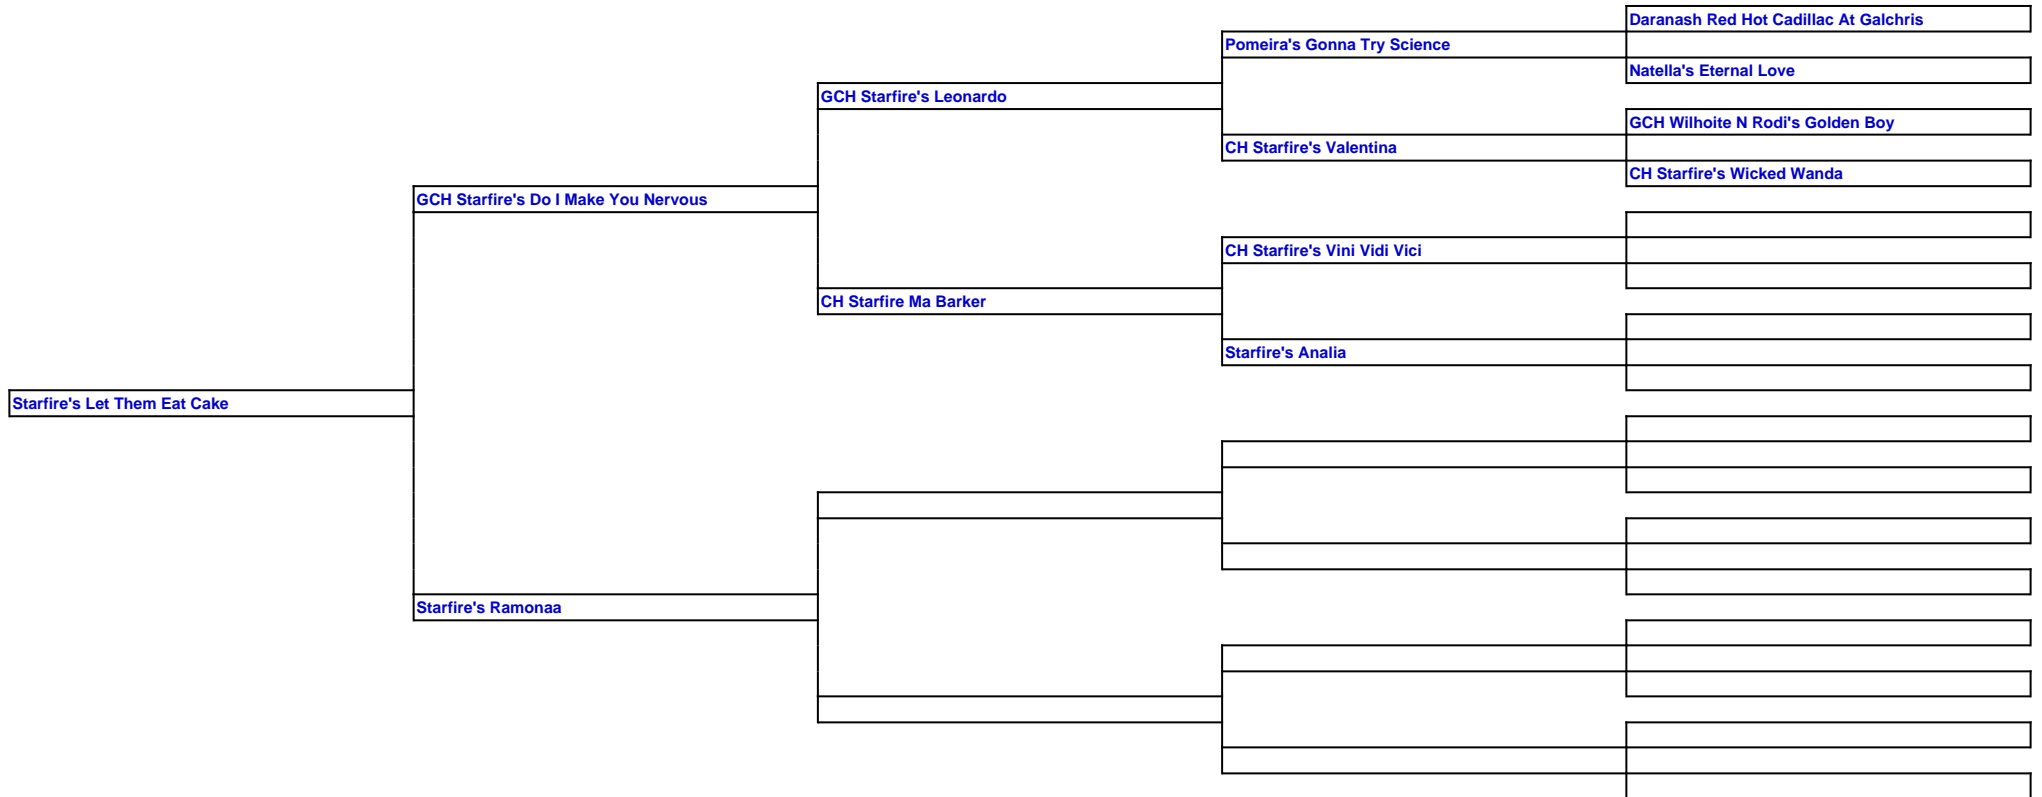 Daranash Red Hot Cadillac At Galchris
Pomeira's Gonna Try Science
Natella's Eternal Love
GCH Starfire's Leonardo
GCH Wilhoite N Rodi's Golden Boy
CH Starfire's Valentina
CH Starfire's Wicked Wanda
GCH Starfire's Do I Make You Nervous
CH Starfire's Vini Vidi Vici
CH Starfire Ma Barker
Starfire's Analia
Starfire's Let Them Eat Cake
Starfire's Ramonaa